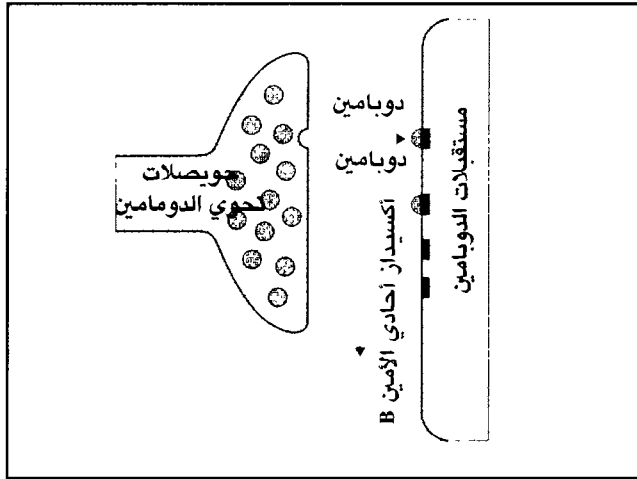 دوبامين
دوبامين
حويصلات
تحوي الدومامين
أكسيداز أحادي الأمين B
مستقبلات الدوبامين